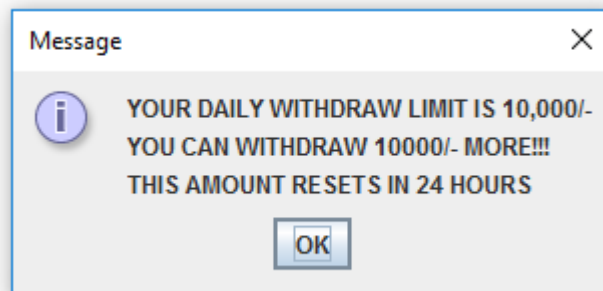 Message
YOUR DAILY WITHDRAW LIMIT IS 10,000/-
YOU CAN WITHDRAW 10000/- MORE!!!
THIS AMOUNT RESETS IN 24 HOURS
OK